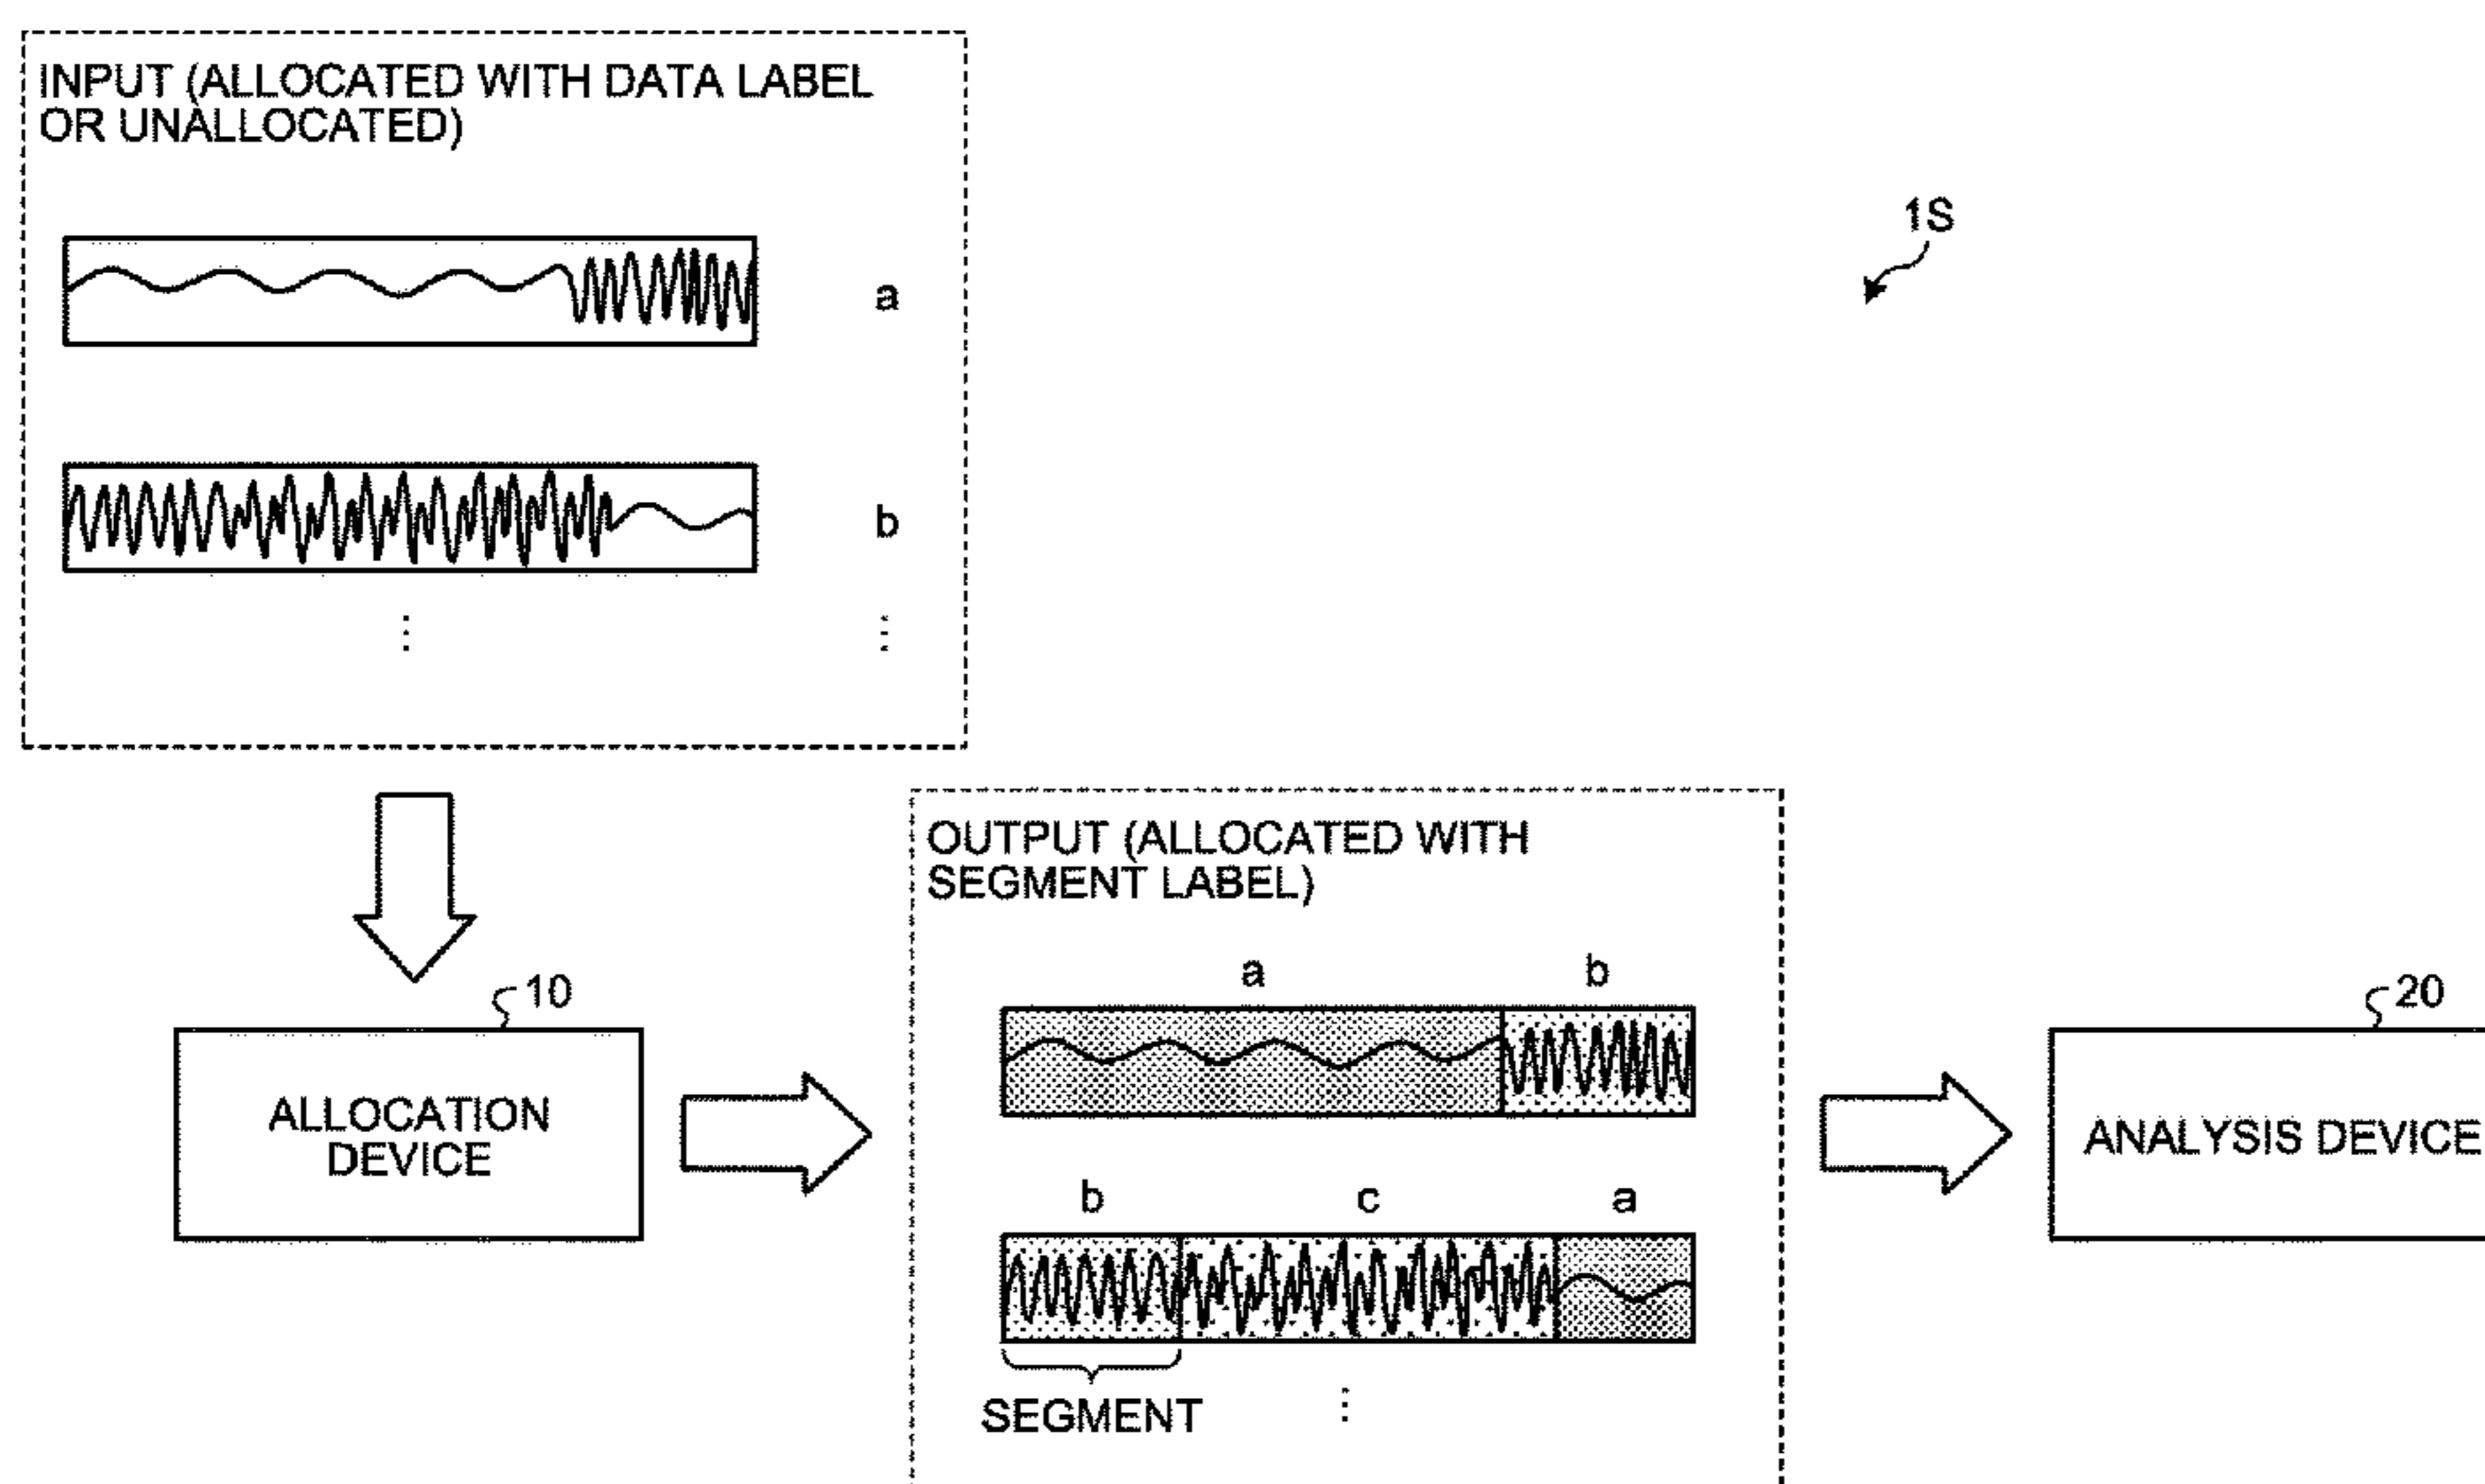 INPUT (ALLOCATED WITH DATA LABEL
OR UNALLOCATED)
1S
a
b
OUTPUT (ALLOCATED WITH
SEGMENT LABEL)
a b
10
20
ALLOCATION
DEVICE
ANALYSIS DEVICE
b c a
SEGMENT